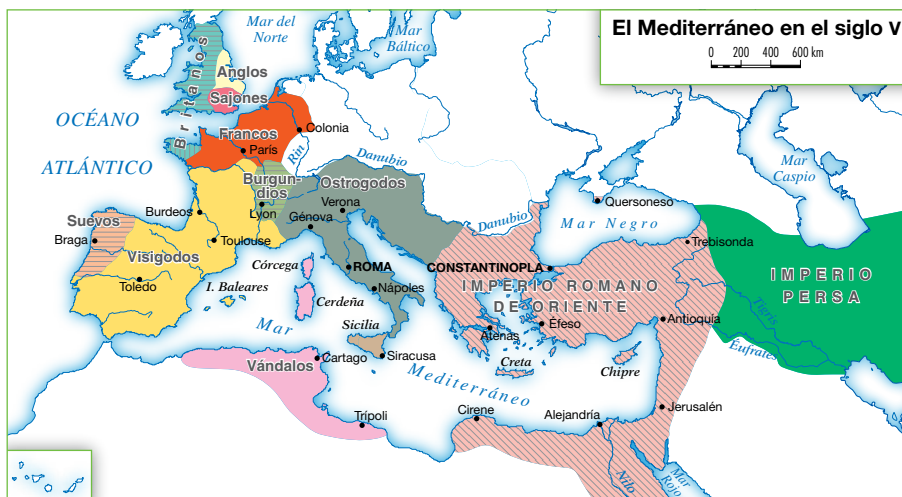 El Mediterráneo en el siglo V
0 200 400 600 km
Mar del
Norte
Mar
Báltico
Anglos
Sajones
Britanos
OCÉANO
ATLÁNTICO
Francos
Colonia
París
Rin
Danubio
Burgun-
dios
Ostrogodos
Lyon
Verona
Génova
Burdeos
Toulouse
Suevos
Braga
Visigodos
Toledo
I. Baleares
Córcega
Cerdeña
ROMA
Nápoles
Sicilia
Siracusa
Danubio
Mar Negro
Quersoneso
Mar
Caspio
Trebisonda
CONSTANTINOPLA
IMPERIO ROMANO
DE ORIENTE
IMPERIO
PERSA
Tigris
Éufrates
Antioquía
Éfeso
Atenas
Creta
Chipre
Mar
Mediterráneo
Vándalos
Cartago
Trípoli
Cirene
Alejandría
Jerusalén
Nilo
Mar
Rojo